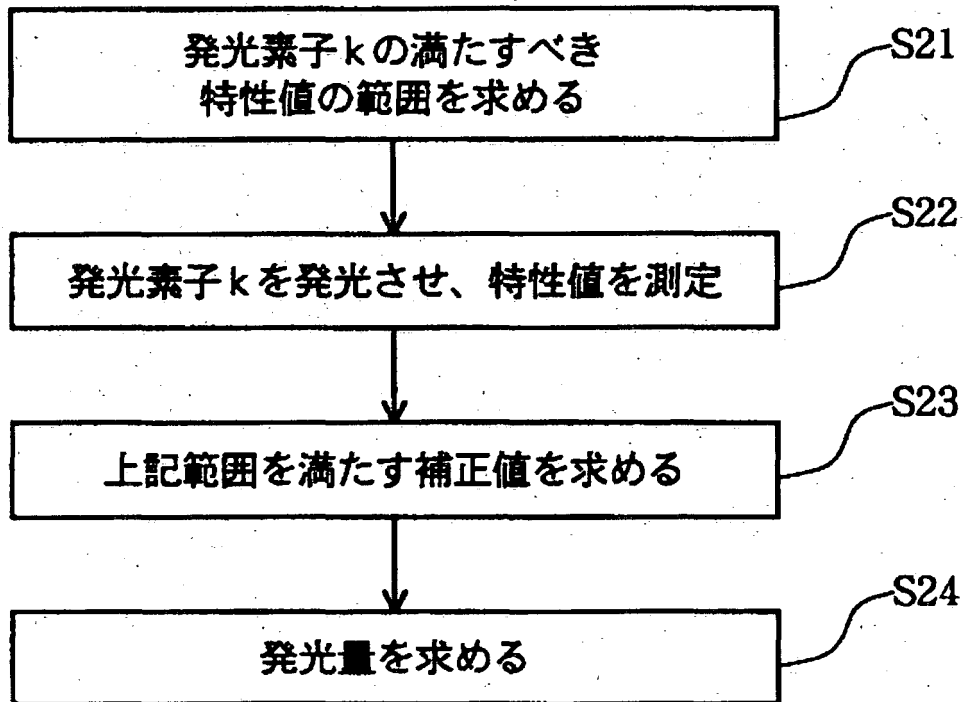 発光素子kの満たすべき
特性値の範囲を求める
S21
発光素子kを発光させ、特性値を測定
S22
上記範囲を満たす補正値を求める
S23
発光量を求める
S24